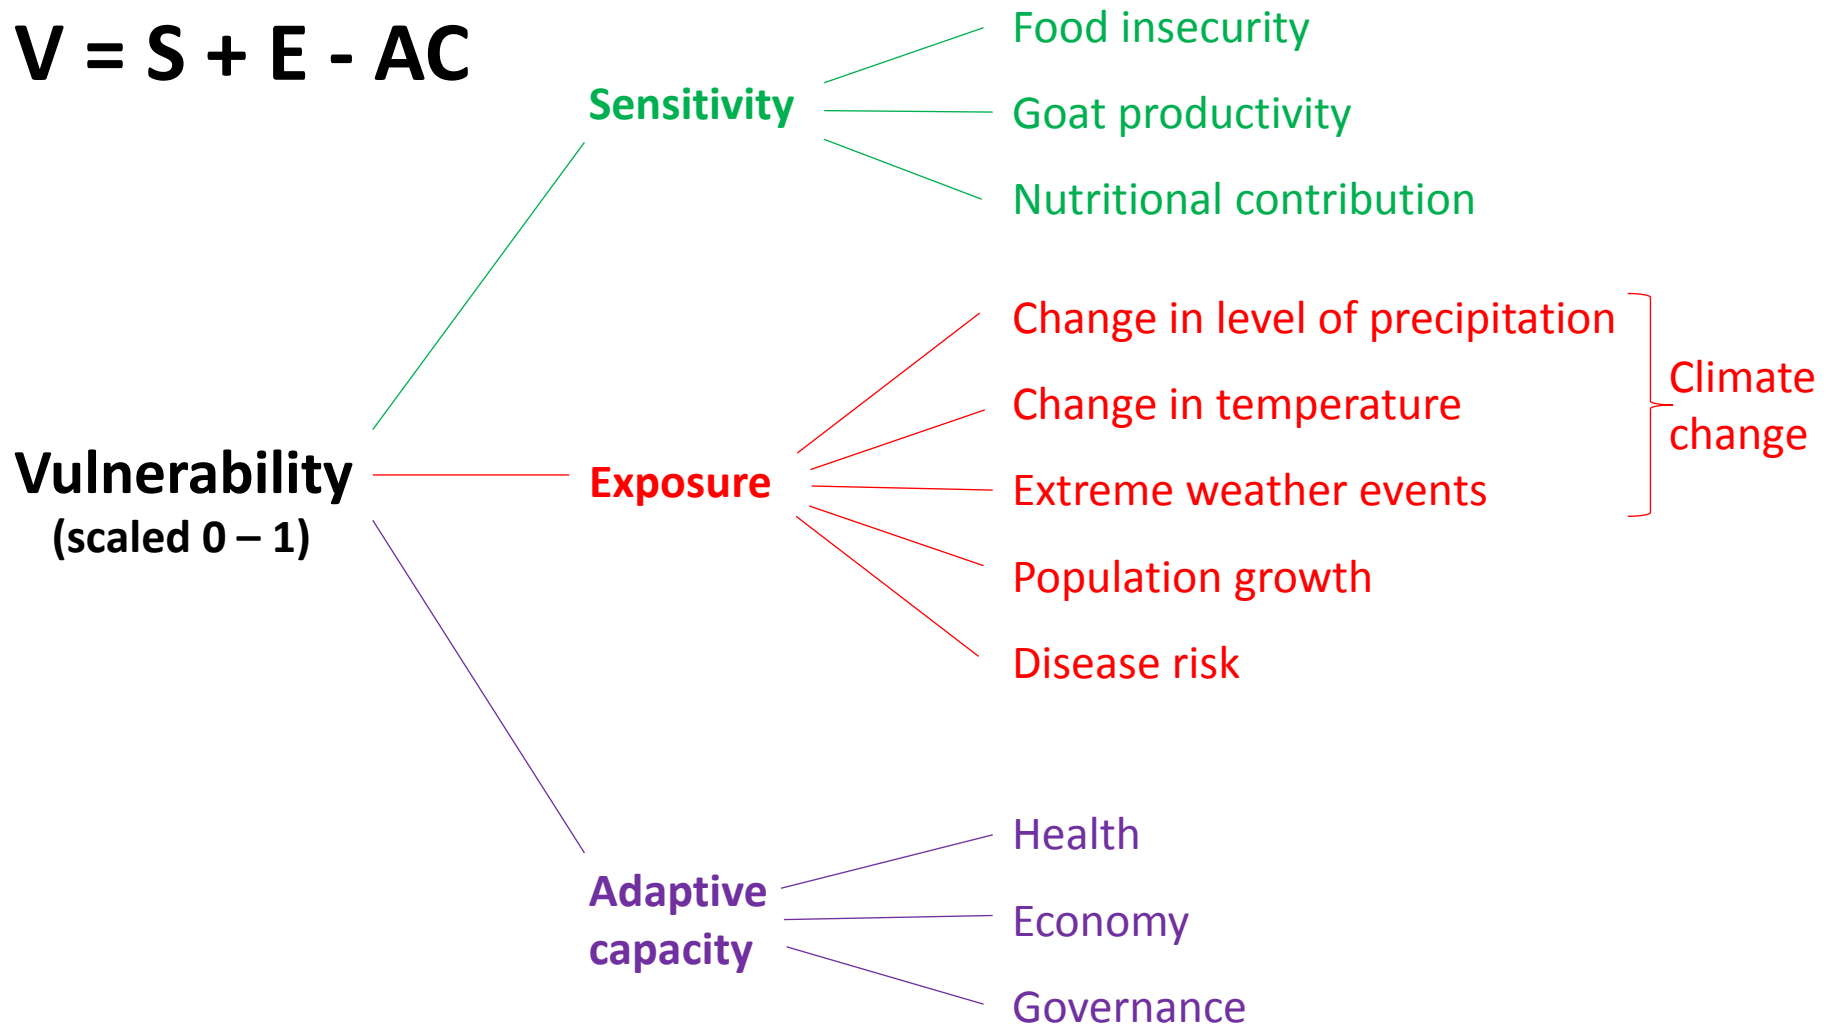 V = S + E - AC
Sensitivity
Food insecurity
Goat productivity
Nutritional contribution
Vulnerability
(scaled 0 – 1)
Exposure
Change in level of precipitation
Change in temperature
Extreme weather events
Population growth
Disease risk
Climate
change
Adaptive
capacity
Health
Economy
Governance